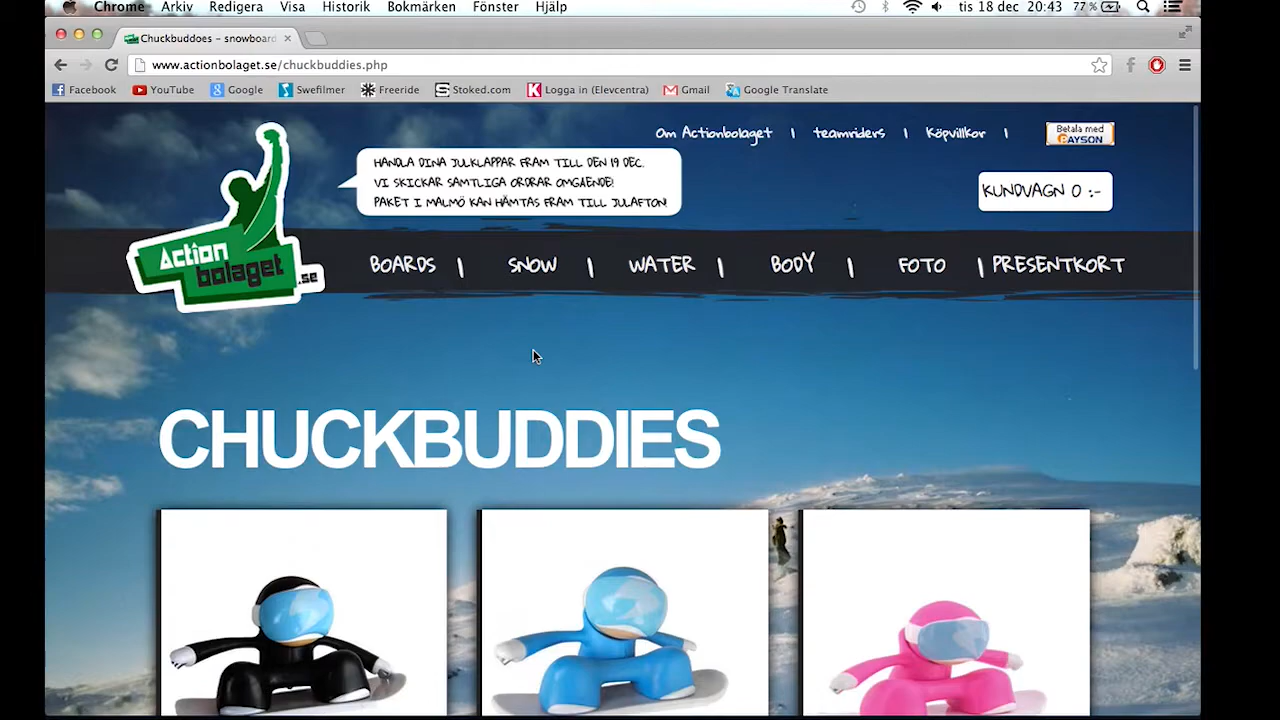 Chrome Arkiv Redigera Visa Historik Bokmärken Fönster Hjälp tis 18 dec 20:43 77 %
Chuckbuddoes – snowboard
www.actionbolaget.se/chuckbuddies.php
Facebook YouTube Google Swefilmer Freeride Stoked.com Logga in (Elevcentra) Gmail Google Translate
Om Actionbolaget | teamriders | Köpvillkor |
Betala med
PAYSON
HANDLA DINA JULKLAPPAR FRAM TILL DEN 19 DEC.
VI SKICKAR SAMTLIGA ORDRAR OMGÅENDE!
PAKET I MALMÖ KAN HÄMTAS FRAM TILL JULAFTON!
KUNDVAGN 0 :-
Action
bolaget .se
BOARDS | SNOW | WATER | BODY | FOTO | PRESENTKORT
CHUCKBUDDIES